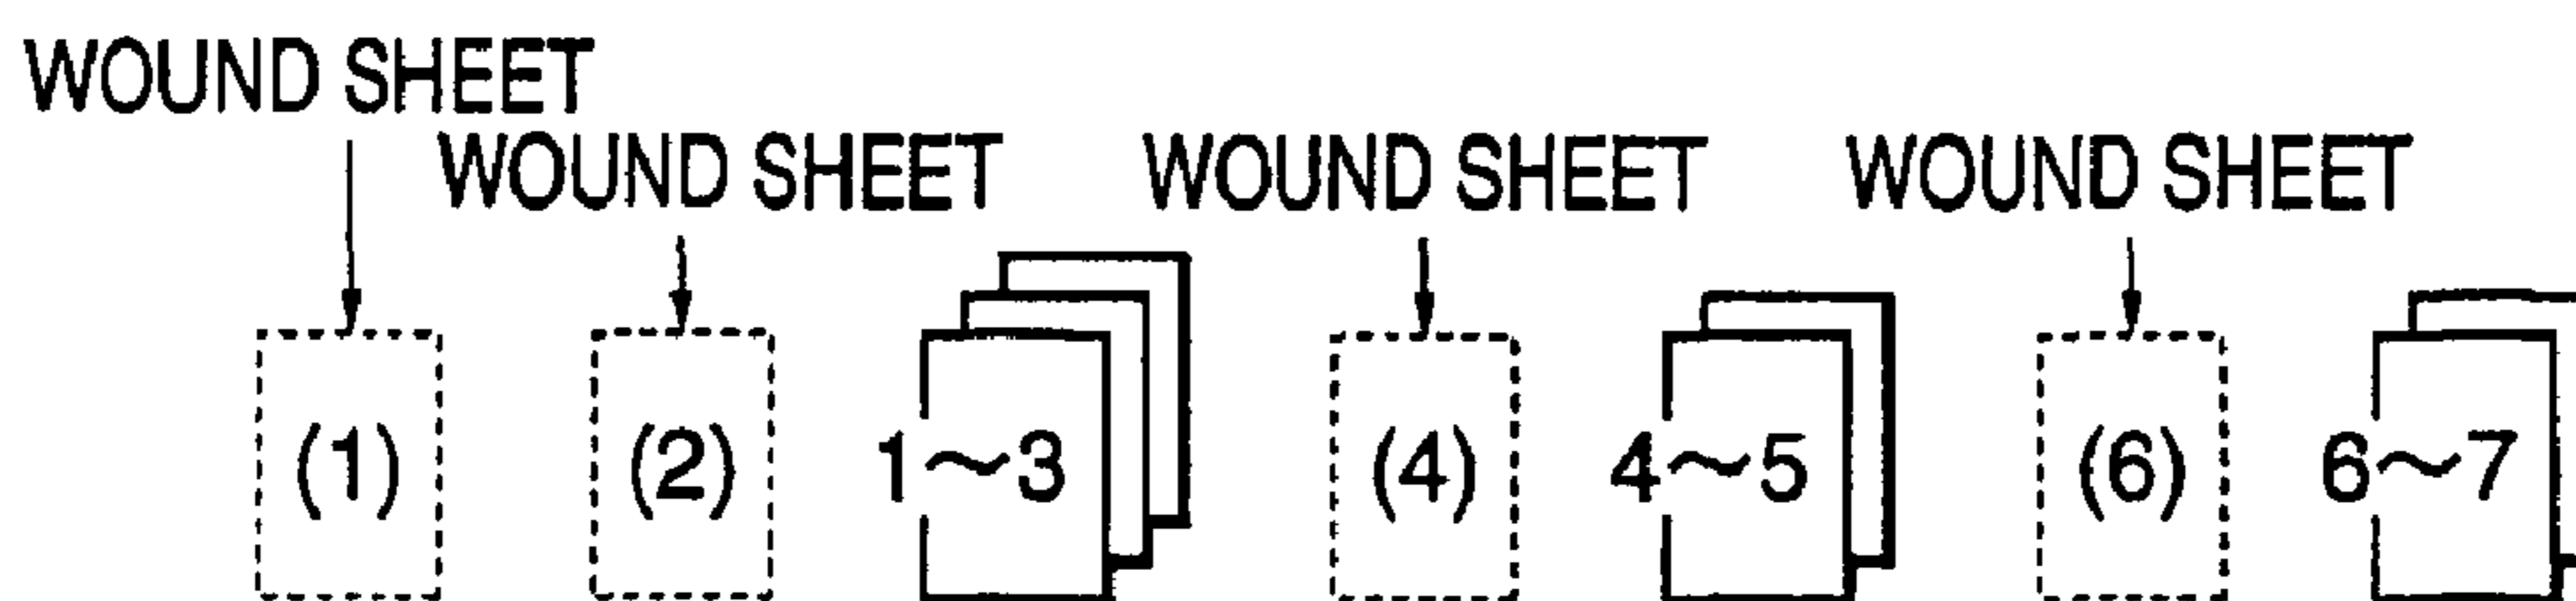 WOUND SHEET
WOUND SHEET WOUND SHEET WOUND SHEET
(1) (2) 1~3 (4) 4~5 (6) 6~7